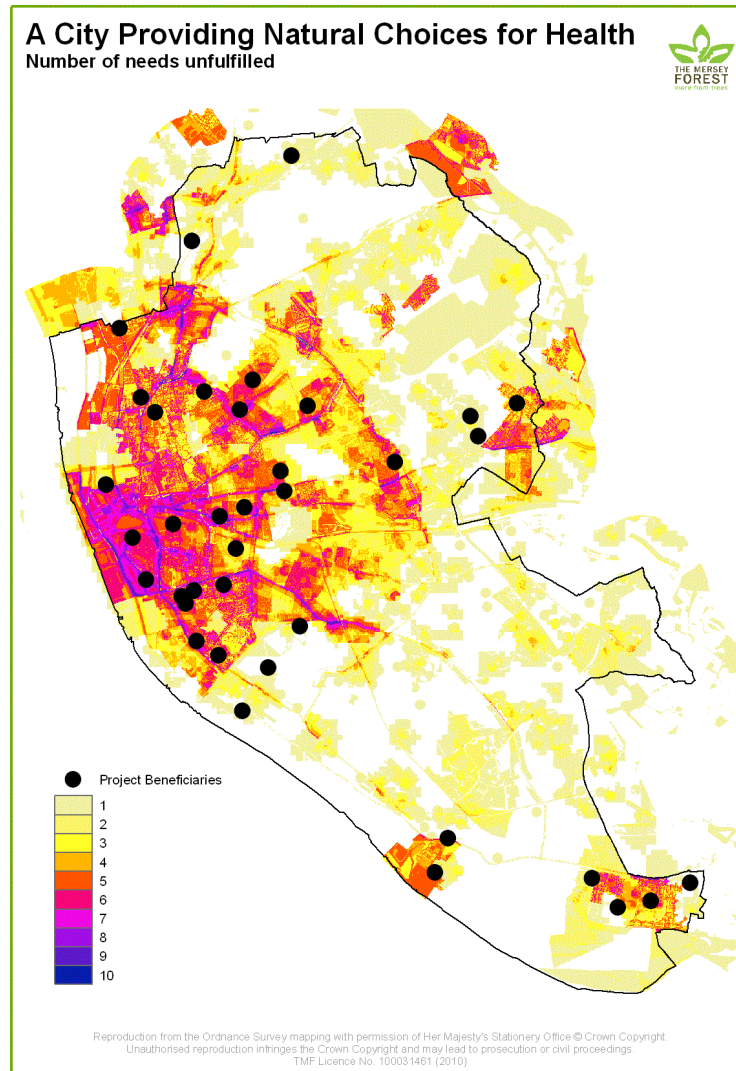 A City Providing Natural Choices for Health
Number of needs unfulfilled
THE MERSEY
FOREST
more from trees
Project Beneficiaries
1
2
3
4
5
6
7
8
9
10
Reproduction from the Ordnance Survey mapping with permission of Her Majesty's Stationery Office © Crown Copyright.
Unauthorised reproduction infringes the Crown Copyright and may lead to prosecution or civil proceedings.
TMF Licence No. 100031461 (2010)